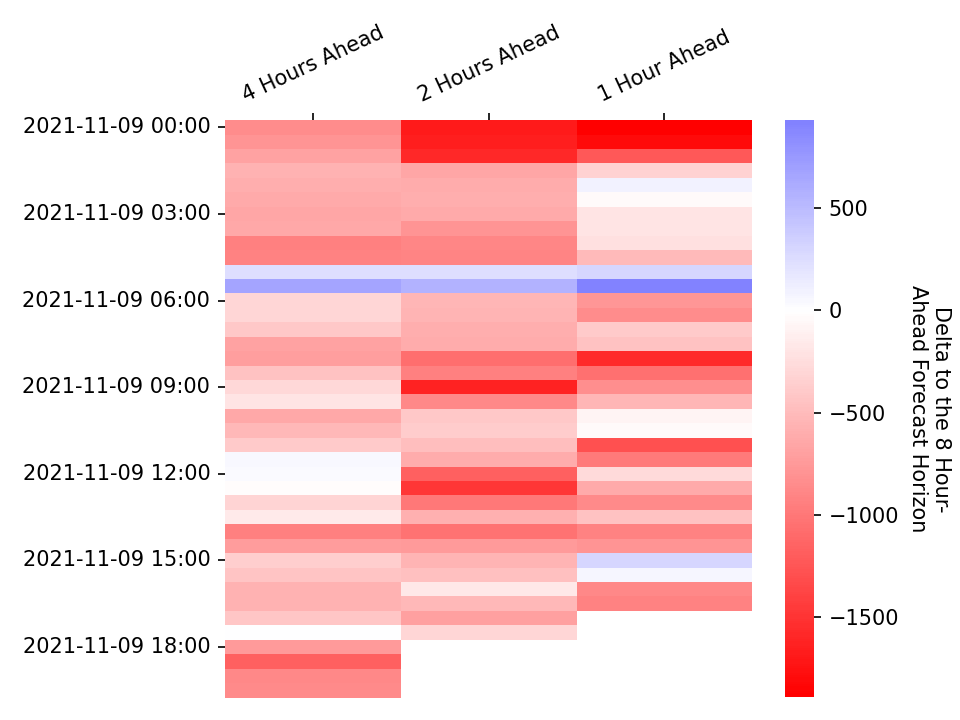 4 Hours Ahead
2 Hours Ahead
1 Hour Ahead
2021-11-09 00:00
2021-11-09 03:00
2021-11-09 06:00
2021-11-09 09:00
2021-11-09 12:00
2021-11-09 15:00
2021-11-09 18:00
500
0
−500
−1000
−1500
Delta to the 8 Hour-
Ahead Forecast Horizon